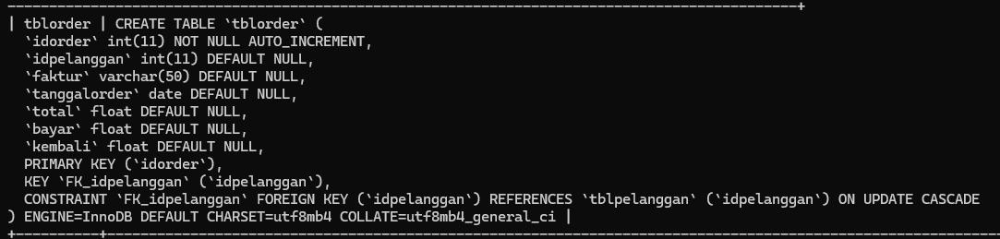 | tblorder | CREATE TABLE `tblorder` (
  `idorder` int(11) NOT NULL AUTO_INCREMENT,
  `idpelanggan` int(11) DEFAULT NULL,
  `faktur` varchar(50) DEFAULT NULL,
  `tanggalorder` date DEFAULT NULL,
  `total` float DEFAULT NULL,
  `bayar` float DEFAULT NULL,
  `kembali` float DEFAULT NULL,
  PRIMARY KEY (`idorder`),
  KEY `FK_idpelanggan` (`idpelanggan`),
  CONSTRAINT `FK_idpelanggan` FOREIGN KEY (`idpelanggan`) REFERENCES `tblpelanggan` (`idpelanggan`) ON UPDATE CASCADE
) ENGINE=InnoDB DEFAULT CHARSET=utf8mb4 COLLATE=utf8mb4_general_ci |